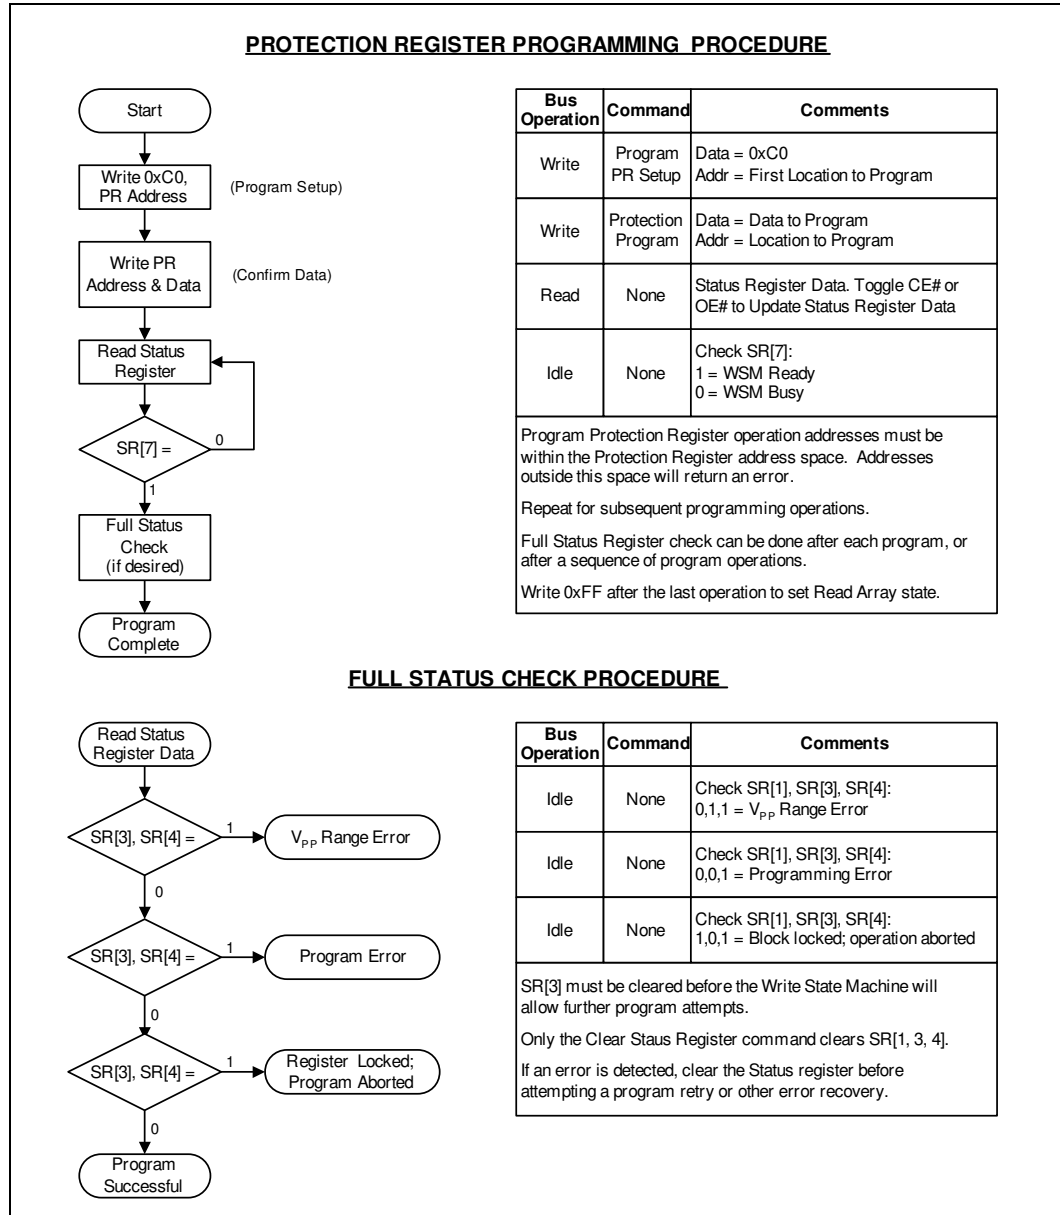 PROTECTION REGISTER PROGRAMMING PROCEDURE
Start
Write 0xC0,
PR Address
(Program Setup)
Write PR
Address & Data
(Confirm Data)
Read Status
Register
SR[7] =
0
1
Full Status
Check
(if desired)
Program
Complete
Bus
Operation
Command
Comments
Write
Program
PR Setup
Data = 0xC0
Addr = First Location to Program
Write
Protection
Program
Data = Data to Program
Addr = Location to Program
Read
None
Status Register Data. Toggle CE# or
OE# to Update Status Register Data
Idle
None
Check SR[7]:
1 = WSM Ready
0 = WSM Busy
Program Protection Register operation addresses must be
within the Protection Register address space. Addresses
outside this space will return an error.
Repeat for subsequent programming operations.
Full Status Register check can be done after each program, or
after a sequence of program operations.
Write 0xFF after the last operation to set Read Array state.
FULL STATUS CHECK PROCEDURE
Read Status
Register Data
SR[3], SR[4] =
1
VPP Range Error
0
SR[3], SR[4] =
1
Program Error
0
SR[3], SR[4] =
1
Register Locked;
Program Aborted
0
Program
Successful
Bus
Operation
Command
Comments
Idle
None
Check SR[1], SR[3], SR[4]:
0,1,1 = VPP Range Error
Idle
None
Check SR[1], SR[3], SR[4]:
0,0,1 = Programming Error
Idle
None
Check SR[1], SR[3], SR[4]:
1,0,1 = Block locked; operation aborted
SR[3] must be cleared before the Write State Machine will
allow further program attempts.
Only the Clear Staus Register command clears SR[1, 3, 4].
If an error is detected, clear the Status register before
attempting a program retry or other error recovery.